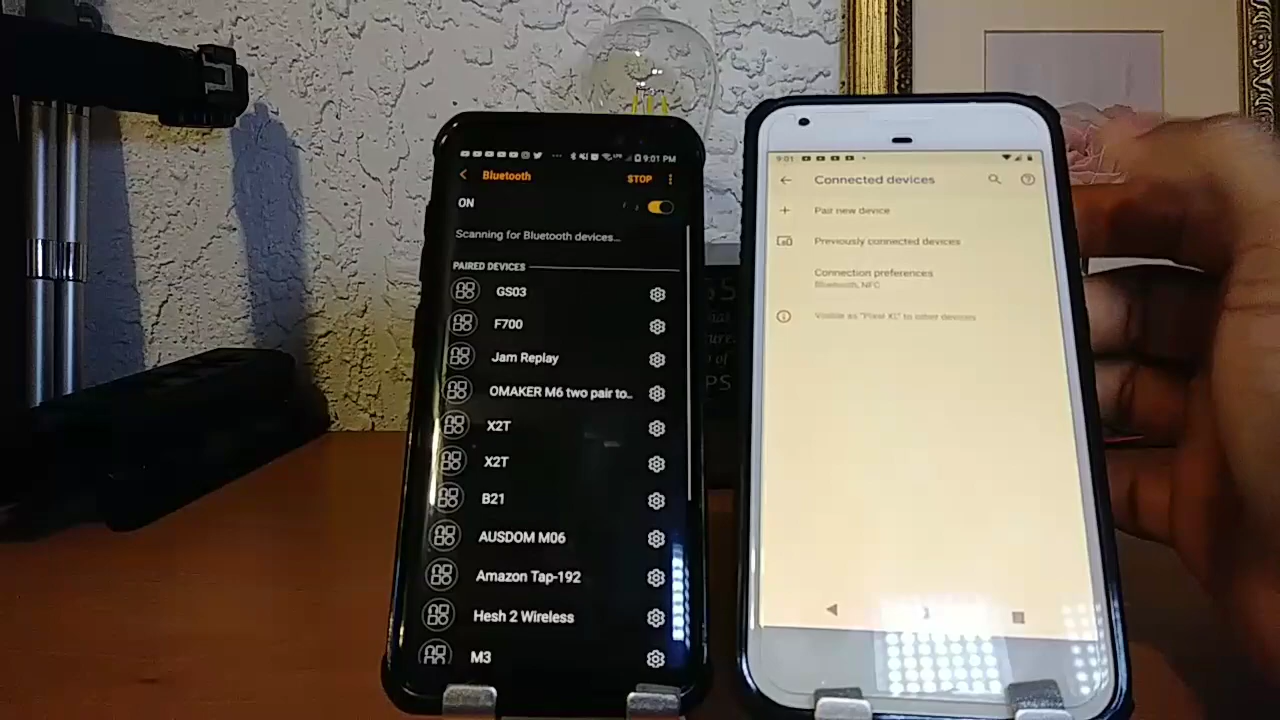 9:01 PM
Bluetooth
STOP
ON
Scanning for Bluetooth devices...
PAIRED DEVICES
GS03
F700
Jam Replay
OMAKER M6 two pair to..
X2T
X2T
B21
AUSDOM M06
Amazon Tap-192
Hesh 2 Wireless
M3
9:01
Connected devices
Pair new device
Previously connected devices
Connection preferences
Bluetooth, NFC
Visible as "Pixel XL" to other devices
of
PS